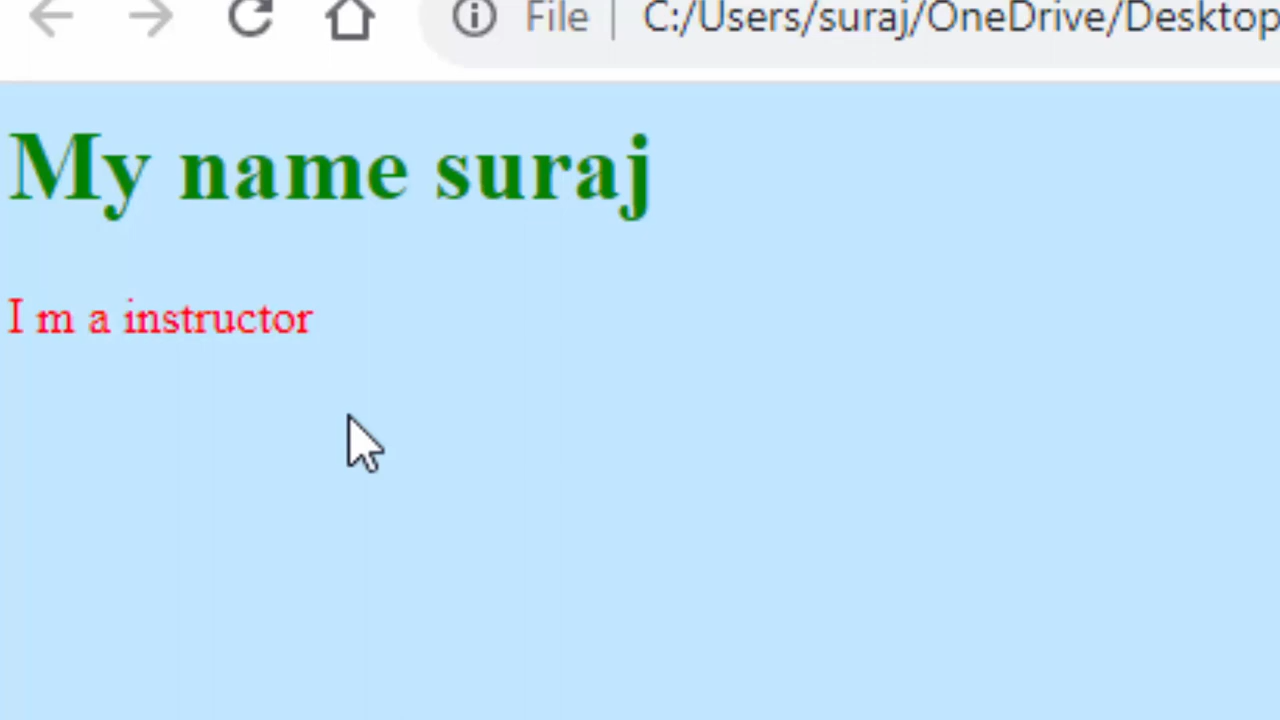 File | C:/Users/suraj/OneDrive/Desktop
My name suraj
I m a instructor